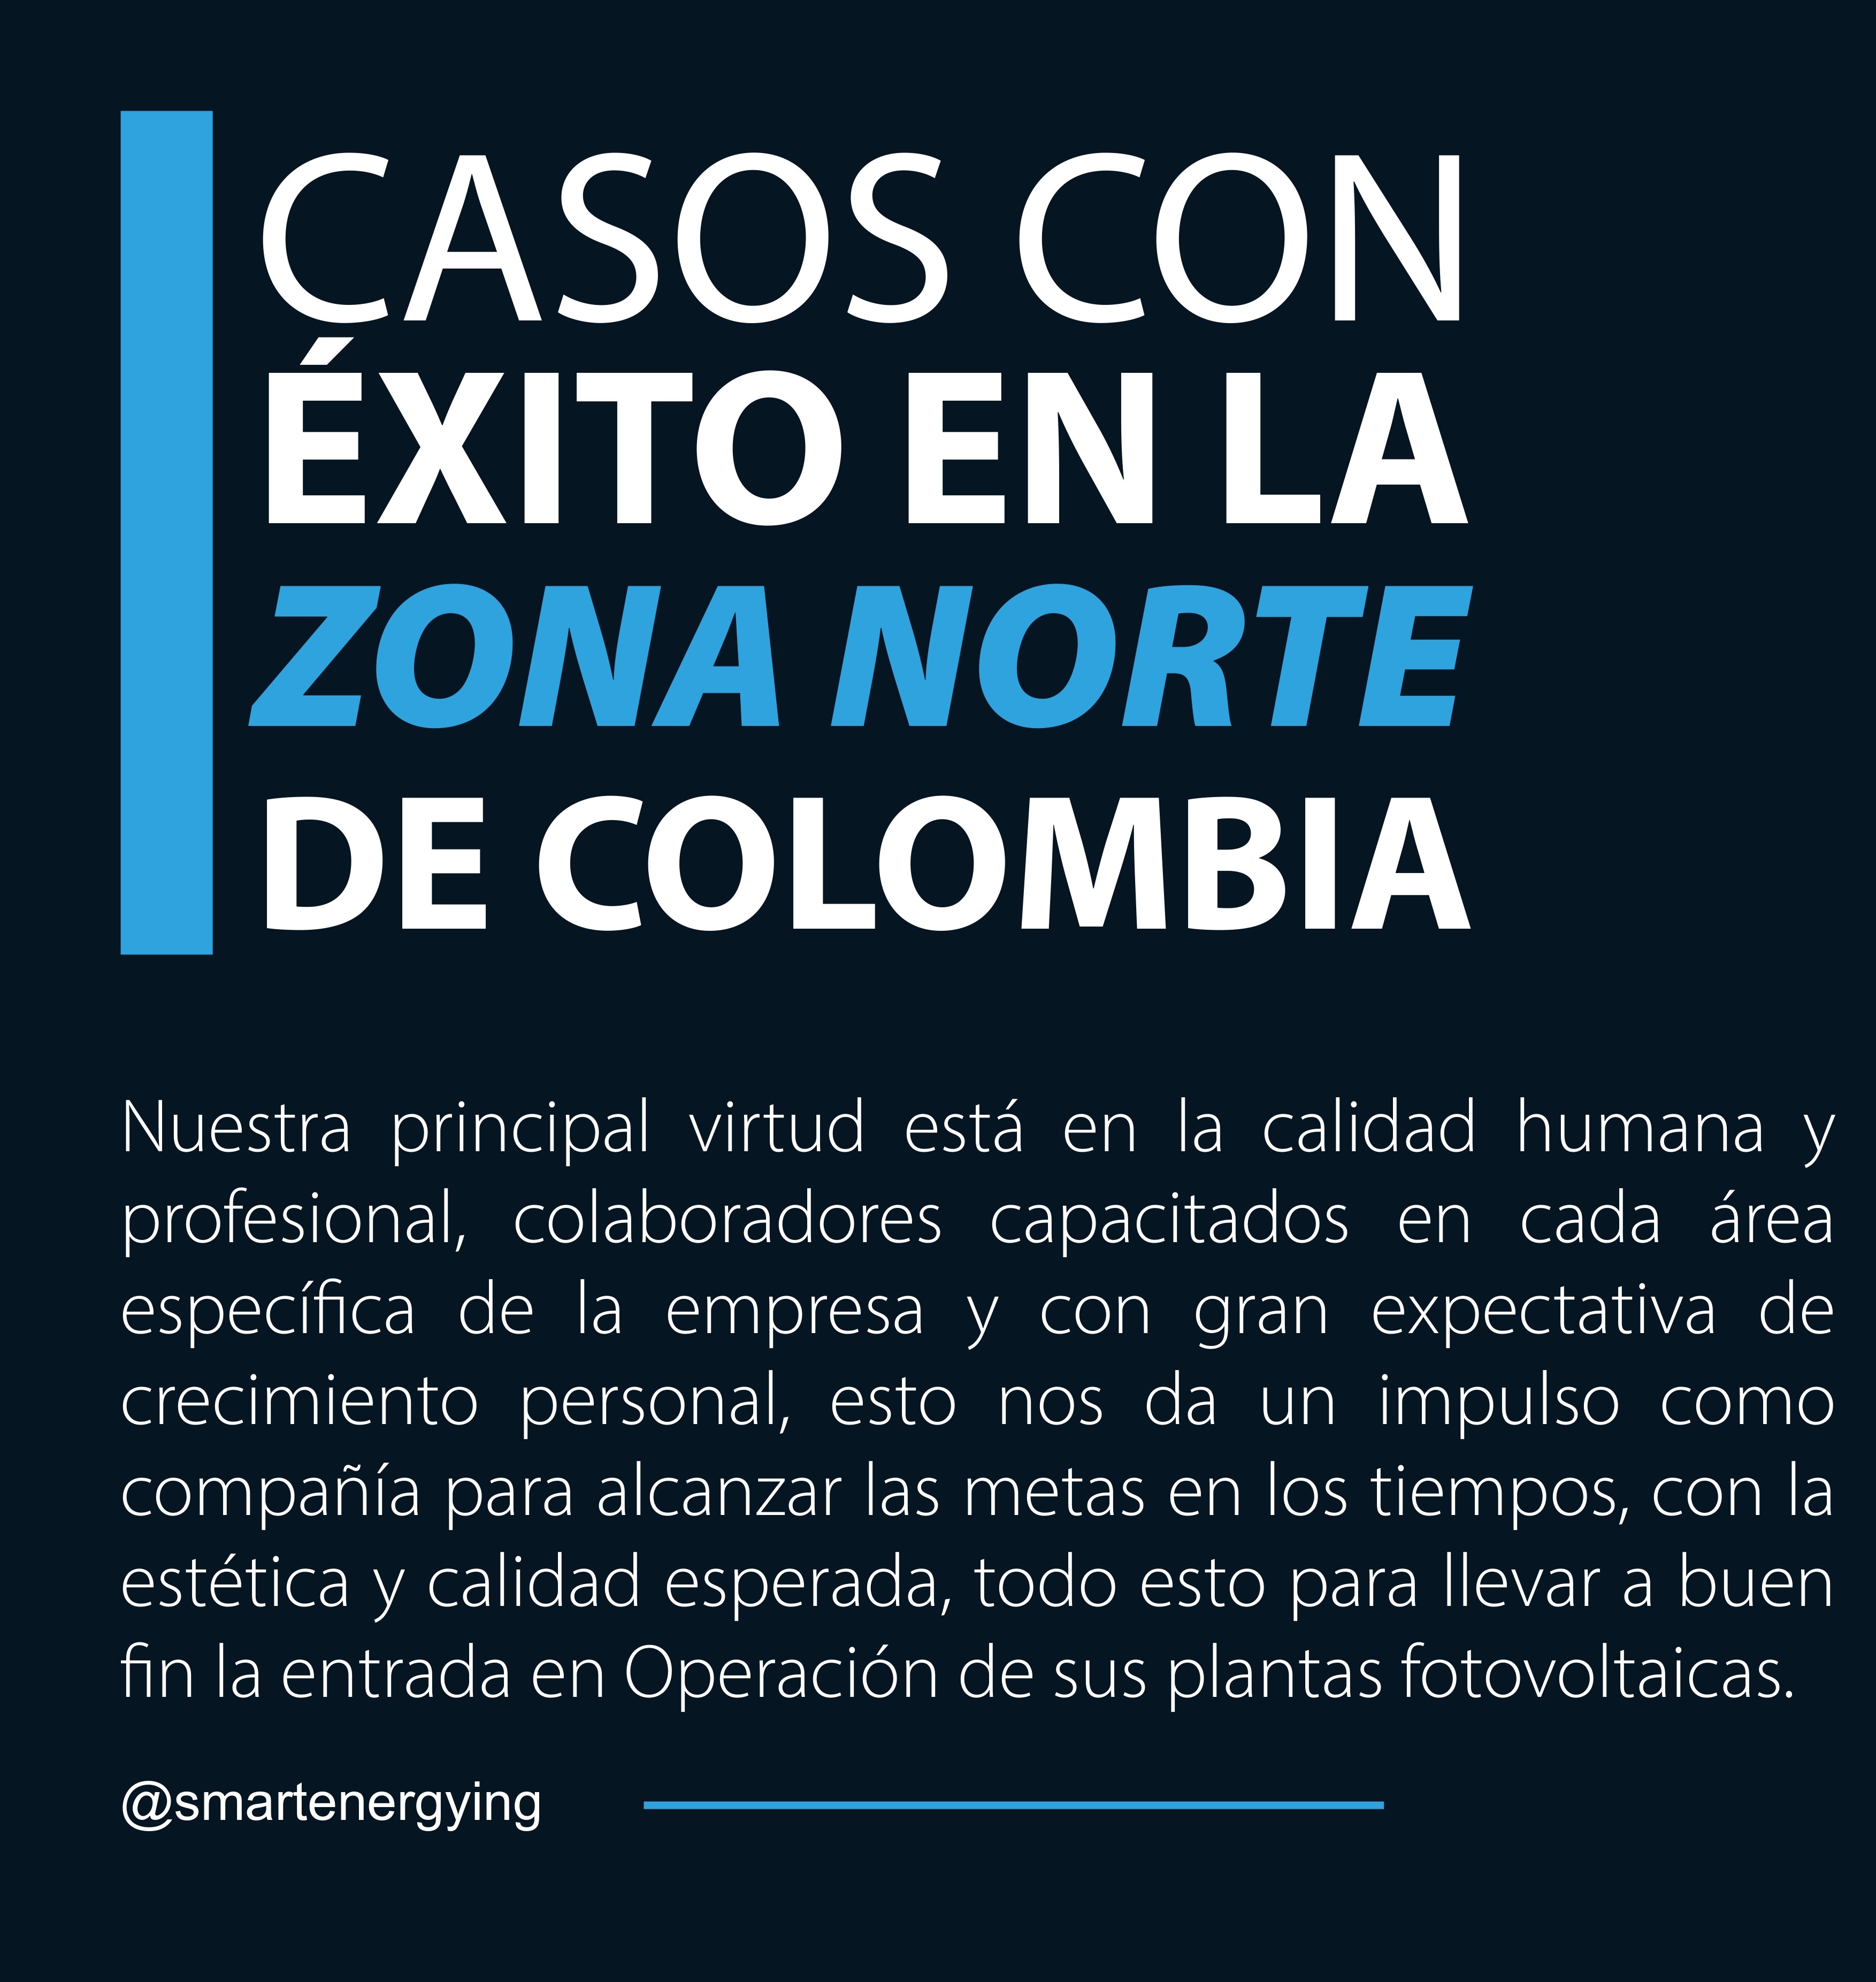 CASOS CON
ÉXITO EN LA
ZONA NORTE
DE COLOMBIA
Nuestra principal virtud está en la calidad humana y
profesional, colaboradores capacitados en cada área
específica de la empresa y con gran expectativa de
crecimiento personal, esto nos da un impulso como
compañía para alcanzar las metas en los tiempos, con la
estética y calidad esperada, todo esto para llevar a buen
fin la entrada en Operación de sus plantas fotovoltaicas.
@smartenergying